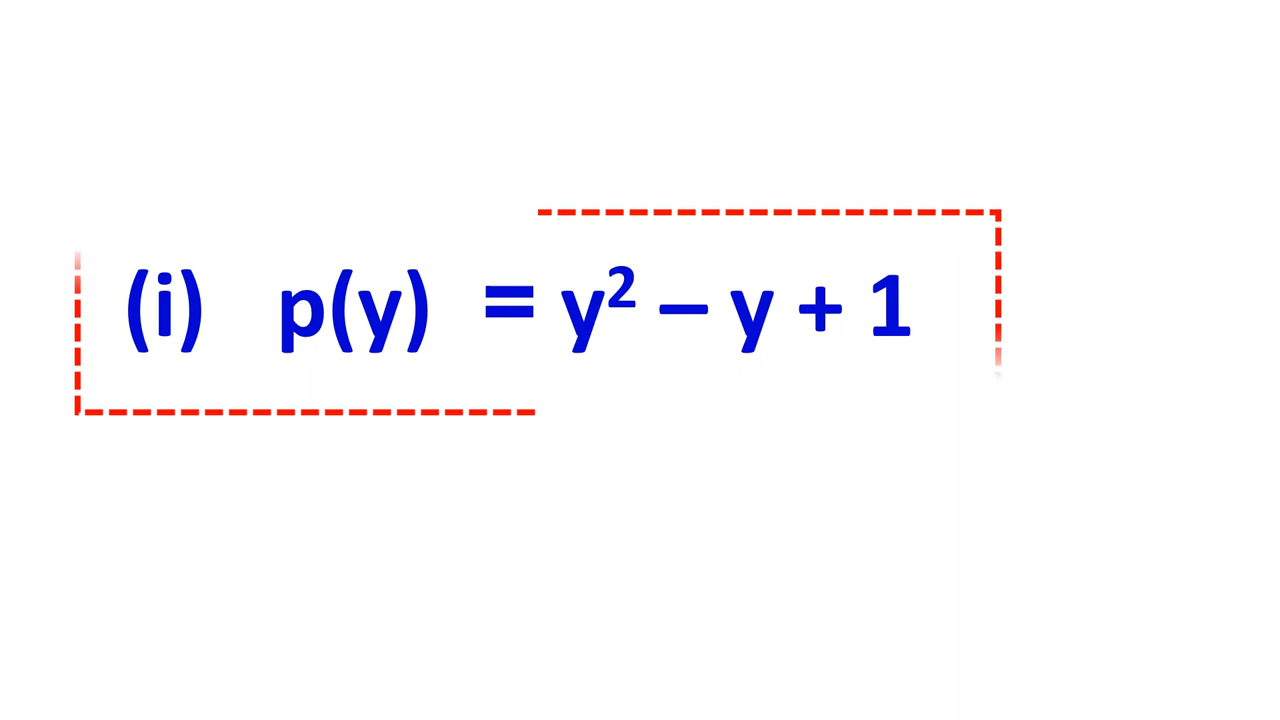 (i) p(y) = y² – y + 1